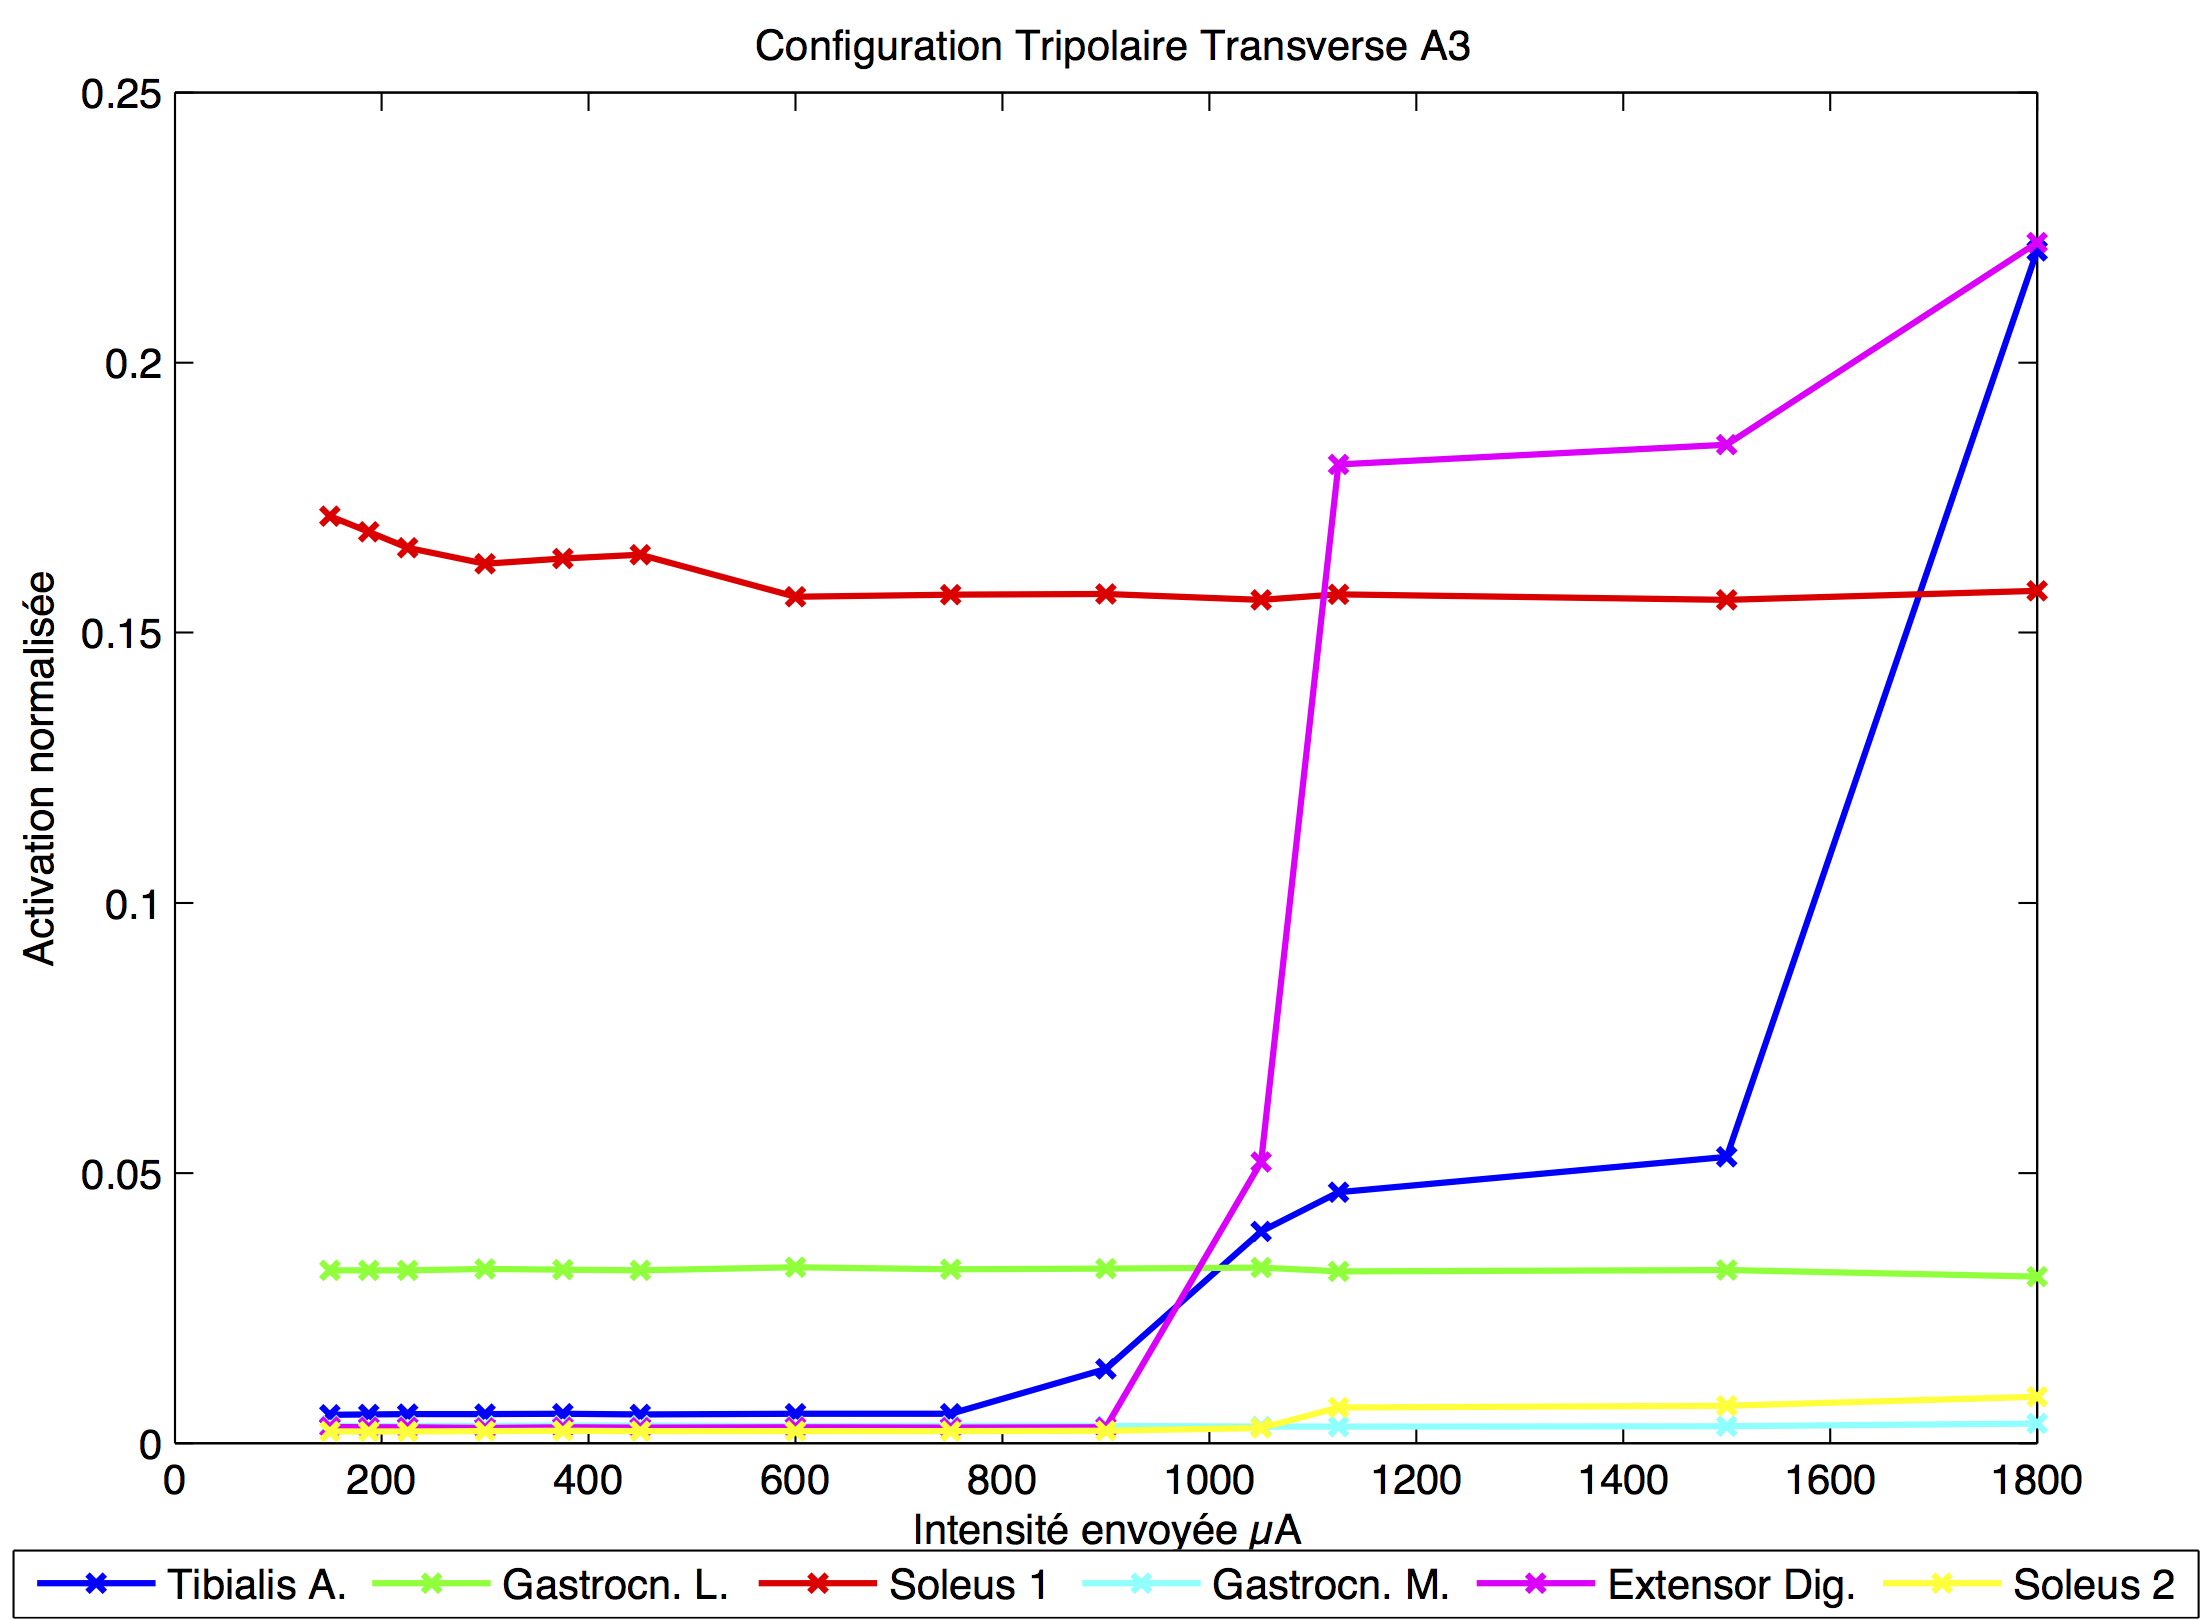 Configuration Tripolaire Transverse A3
0.25
0.2
0.15
0.1
0.05
0
Activation normalisée
0 200 400 600 800 1000 1200 1400 1600 1800
Intensité envoyée µA
Tibialis A. Gastrocn. L. Soleus 1 Gastrocn. M. Extensor Dig. Soleus 2